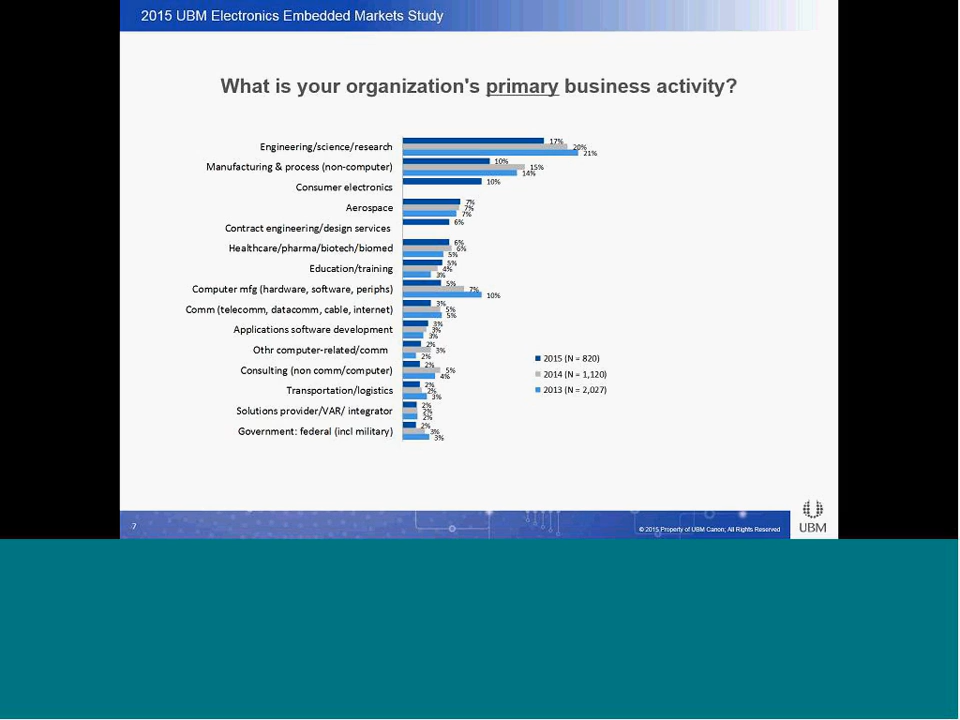 2015 UBM Electronics Embedded Markets Study
What is your organization's primary business activity?
Engineering/science/research 17% 20% 21%
Manufacturing & process (non-computer) 10% 15% 14%
Consumer electronics 10%
Aerospace 7% 7% 7%
Contract engineering/design services 6%
Healthcare/pharma/biotech/biomed 6% 6% 5%
Education/training 5% 4% 3%
Computer mfg (hardware, software, periphs) 5% 7% 10%
Comm (telecomm, datacomm, cable, internet) 3% 5% 5%
Applications software development 3% 3% 3%
Othr computer-related/comm 2% 3% 2%
Consulting (non comm/computer) 2% 5% 4%
Transportation/logistics 2% 2% 3%
Solutions provider/VAR/ integrator 2% 2% 2%
Government: federal (incl military) 2% 3% 3%
2015 (N = 820)
2014 (N = 1,120)
2013 (N = 2,027)
7
© 2015 Property of UBM Canon; All Rights Reserved
UBM